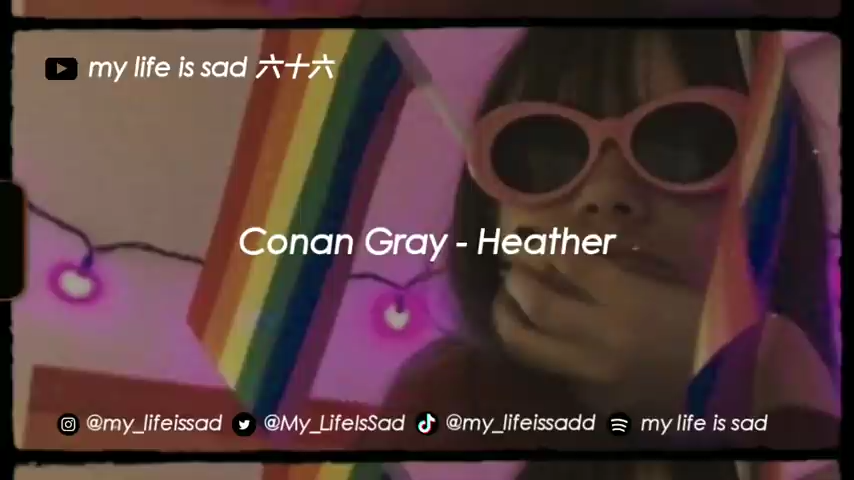 my life is sad 六十六
Conan Gray - Heather
@my_lifeissad @My_LifeIsSad @my_lifeissadd my life is sad